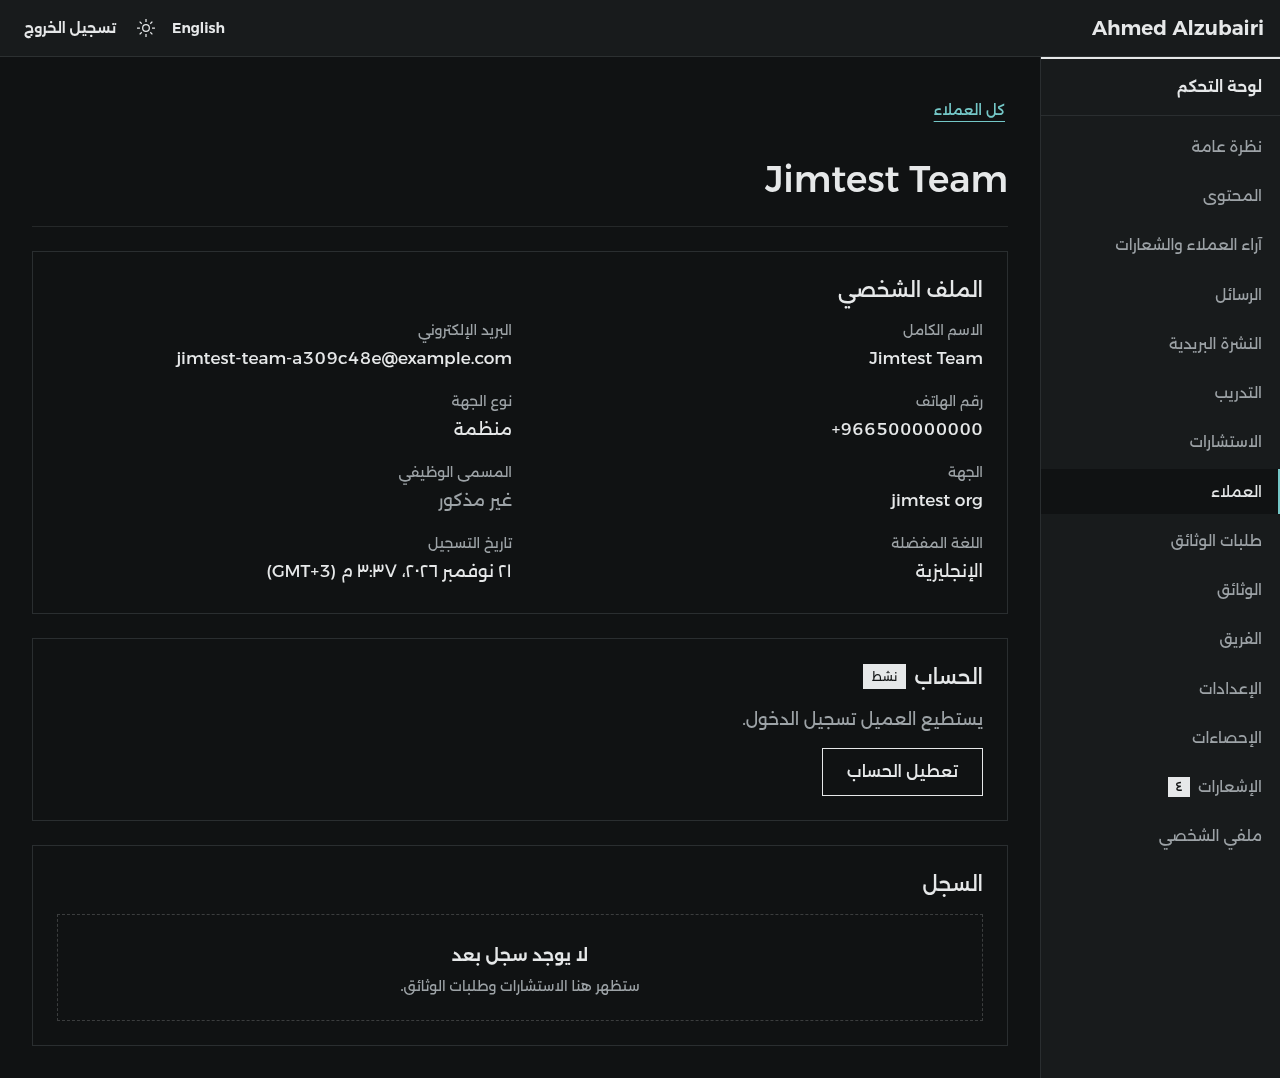 Ahmed Alzubairi
English
تسجيل الخروج
لوحة التحكم
نظرة عامة
المحتوى
آراء العملاء والشعارات
الرسائل
النشرة البريدية
التدريب
الاستشارات
العملاء
طلبات الوثائق
الوثائق
الفريق
الإعدادات
الإحصاءات
الإشعارات ٤
ملفي الشخصي
كل العملاء
Jimtest Team
الملف الشخصي
الاسم الكامل
Jimtest Team
البريد الإلكتروني
jimtest-team-a309c48e@example.com
رقم الهاتف
+966500000000
نوع الجهة
منظمة
الجهة
jimtest org
المسمى الوظيفي
غير مذكور
اللغة المفضلة
الإنجليزية
تاريخ التسجيل
٢١ نوفمبر ٢٠٢٦، ٣:٣٧ م (GMT+3)
الحساب نشط
يستطيع العميل تسجيل الدخول.
تعطيل الحساب
السجل
لا يوجد سجل بعد
ستظهر هنا الاستشارات وطلبات الوثائق.